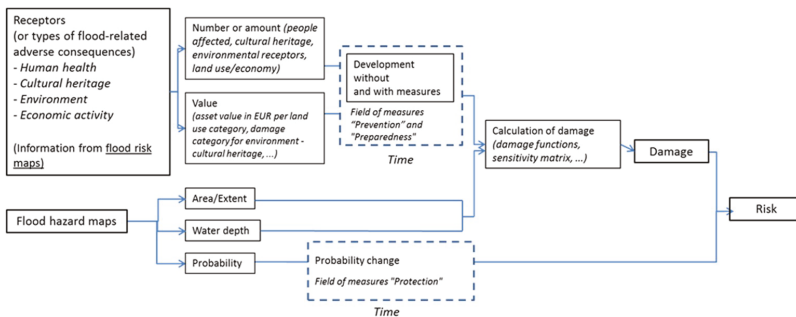 Receptors
(or types of flood-related
adverse consequences)
- Human health
- Cultural heritage
- Environment
- Economic activity
(Information from flood risk
maps)
Number or amount (people
affected, cultural heritage,
environmental receptors,
land use/economy)
Value
(asset value in EUR per land
use category, damage
category for environment -
cultural heritage, ...)
Development
without
and with measures
Field of measures
"Prevention" and
"Preparedness"
Time
Calculation of damage
(damage functions,
sensitivity matrix, ...)
Damage
Risk
Flood hazard maps
Area/Extent
Water depth
Probability
Probability change
Field of measures "Protection"
Time